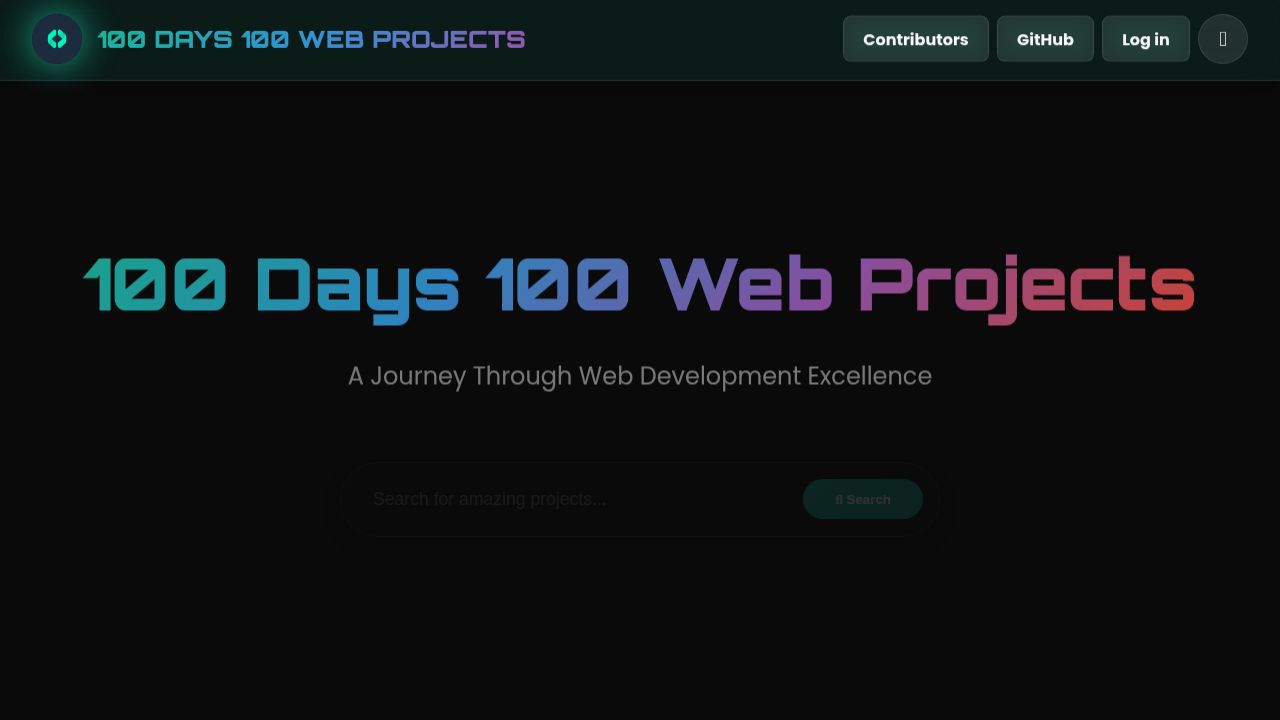 100 DAYS 100 WEB PROJECTS
Contributors
GitHub
Log in
100 Days 100 Web Projects
A Journey Through Web Development Excellence
Search for amazing projects...
Search